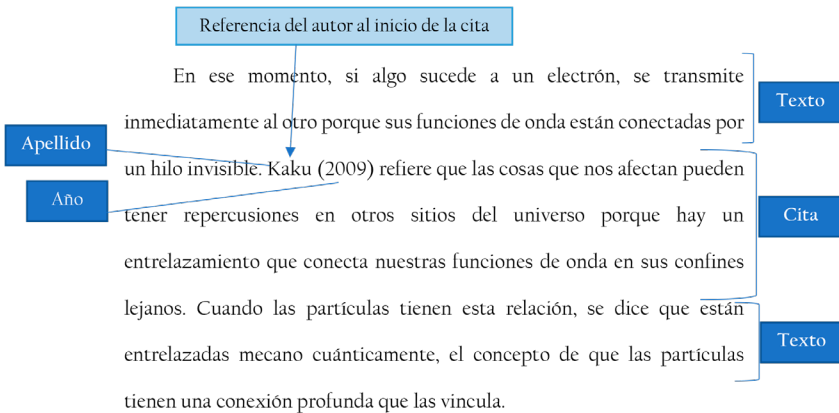 Referencia del autor al inicio de la cita
En ese momento, si algo sucede a un electrón, se transmite
Texto
inmediatamente al otro porque sus funciones de onda están conectadas por
Apellido
un hilo invisible. Kaku (2009) refiere que las cosas que nos afectan pueden
Año
tener repercusiones en otros sitios del universo porque hay un
Cita
entrelazamiento que conecta nuestras funciones de onda en sus confines
lejanos. Cuando las partículas tienen esta relación, se dice que están
Texto
entrelazadas mecano cuánticamente, el concepto de que las partículas
tienen una conexión profunda que las vincula.